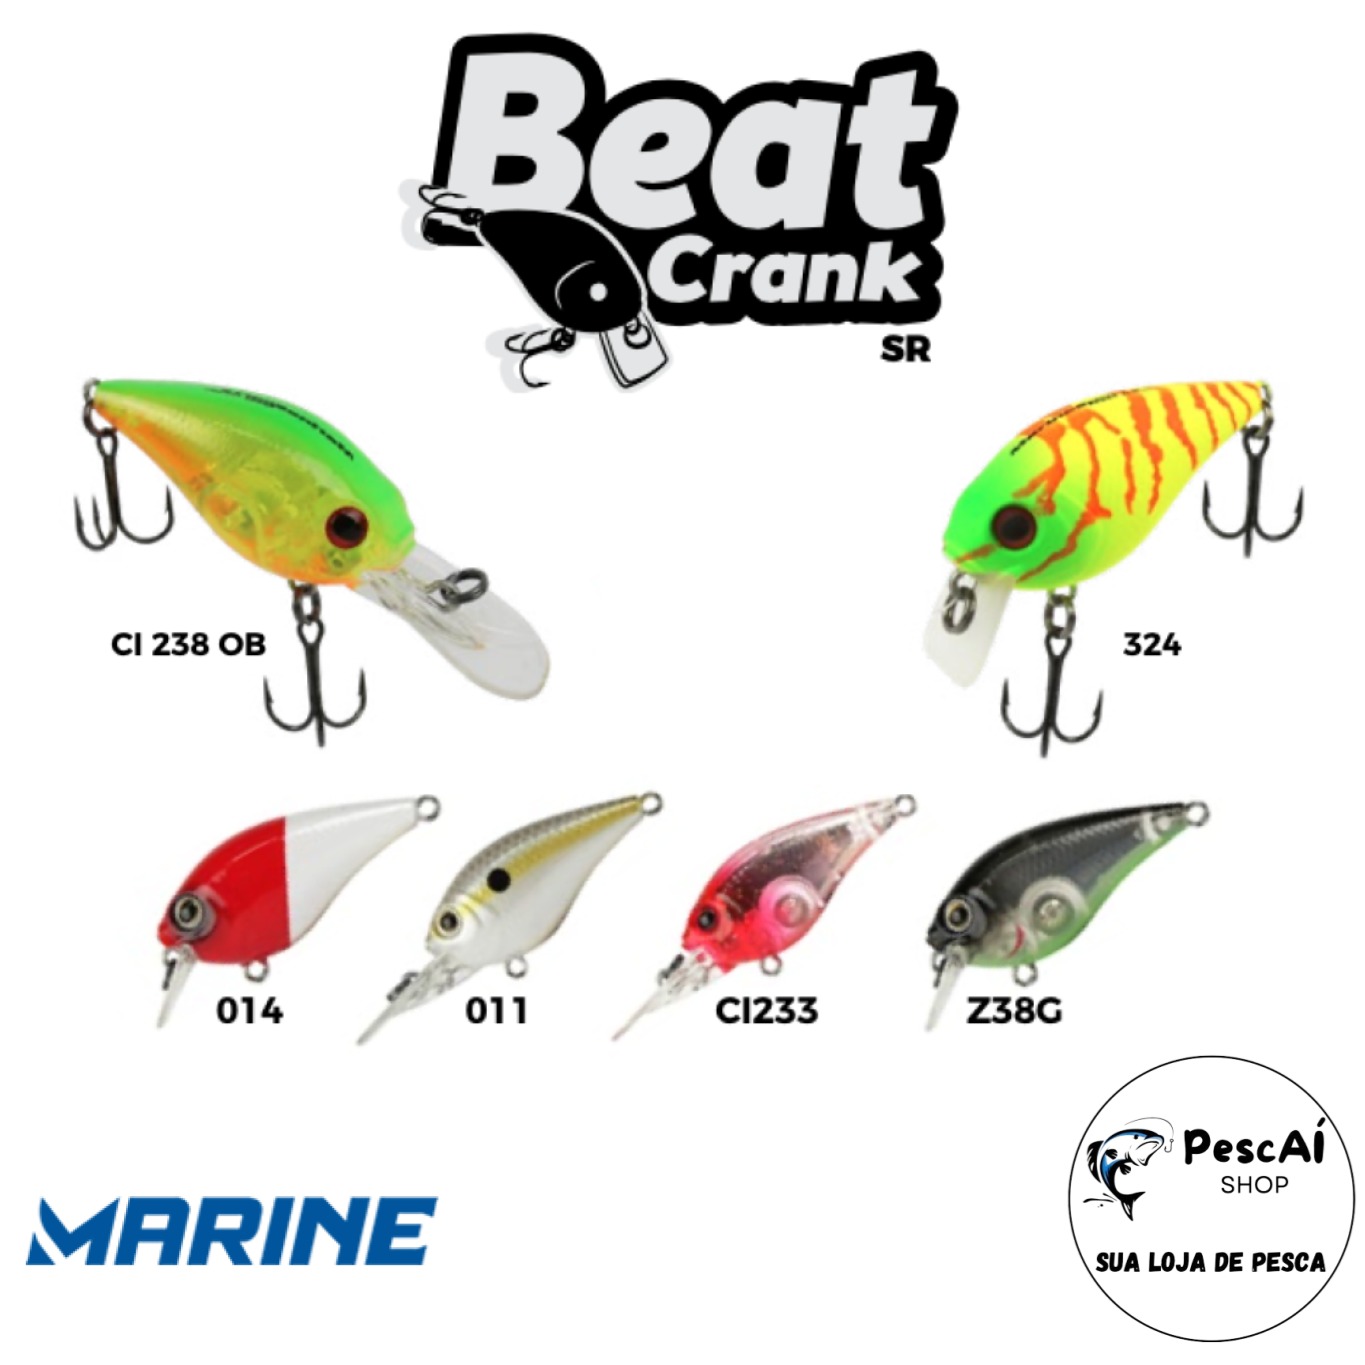 Beat
Crank
SR
CI 238 OB
324
014
011
CI233
Z38G
MARINE
PescAÍ
SHOP
SUA LOJA DE PESCA